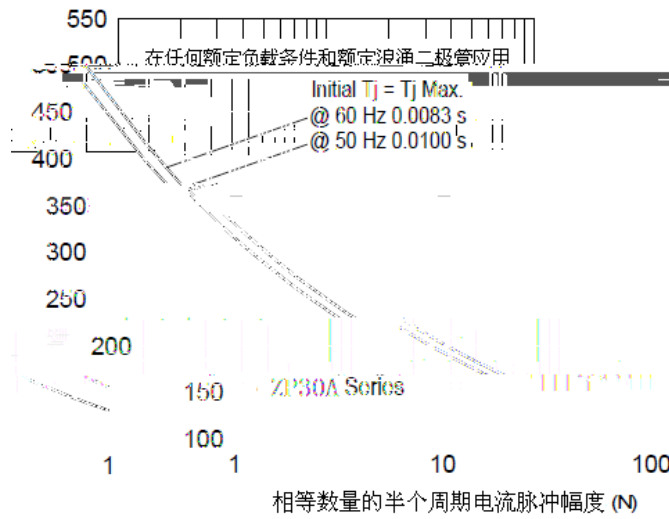 550
在任何额定负载条件和额定浪涌二极管应用
500
Initial Tj = Tj Max.
450
@ 60 Hz 0.0083 s
@ 50 Hz 0.0100 s
400
350
300
250
200
150
ZP30A Series
100
1 1 10 100
相等数量的半个周期电流脉冲幅度 (N)